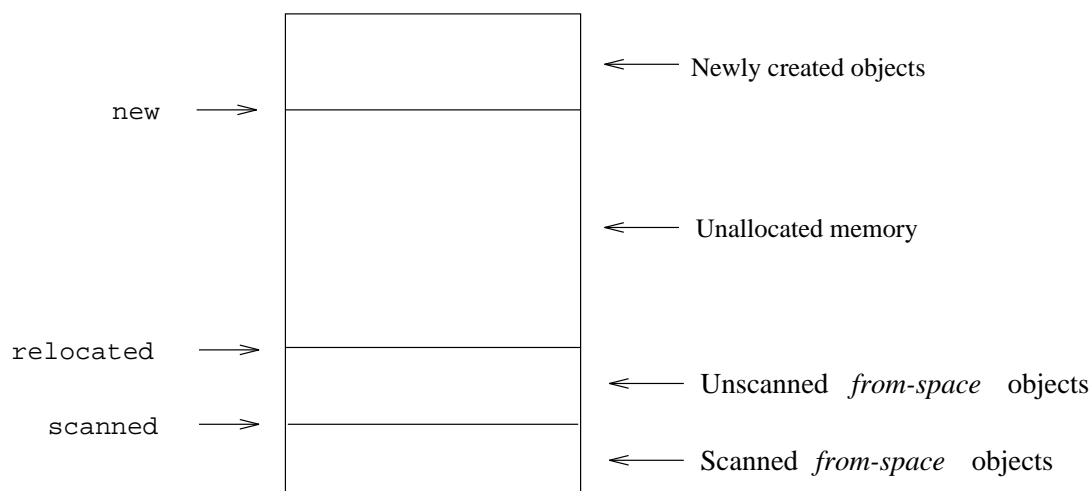 Newly created objects
new
Unallocated memory
relocated
Unscanned from-space objects
scanned
Scanned from-space objects